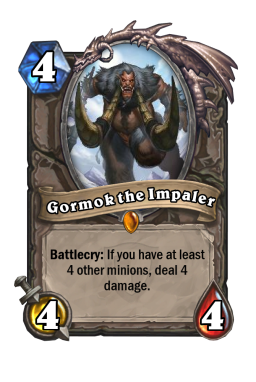 4
Gormok the Impaler
Battlecry: If you have at least
4 other minions, deal 4
damage.
4 4